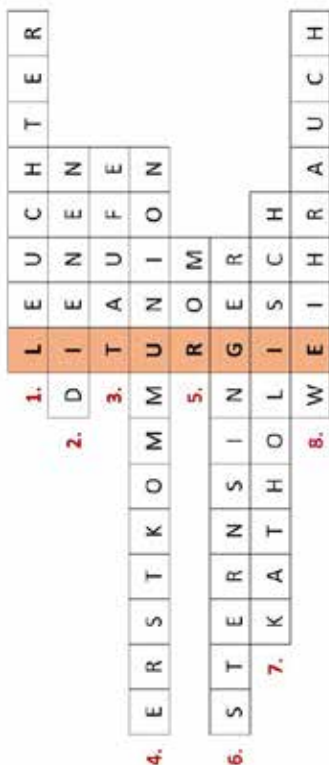 1. LEUCHTER
2. DIENEN
3. TAUFE
4. ERSTKOMMUNION
5. ROM
6. STERNSINGER
7. KATHOLISCH
8. WEIHRAUCH